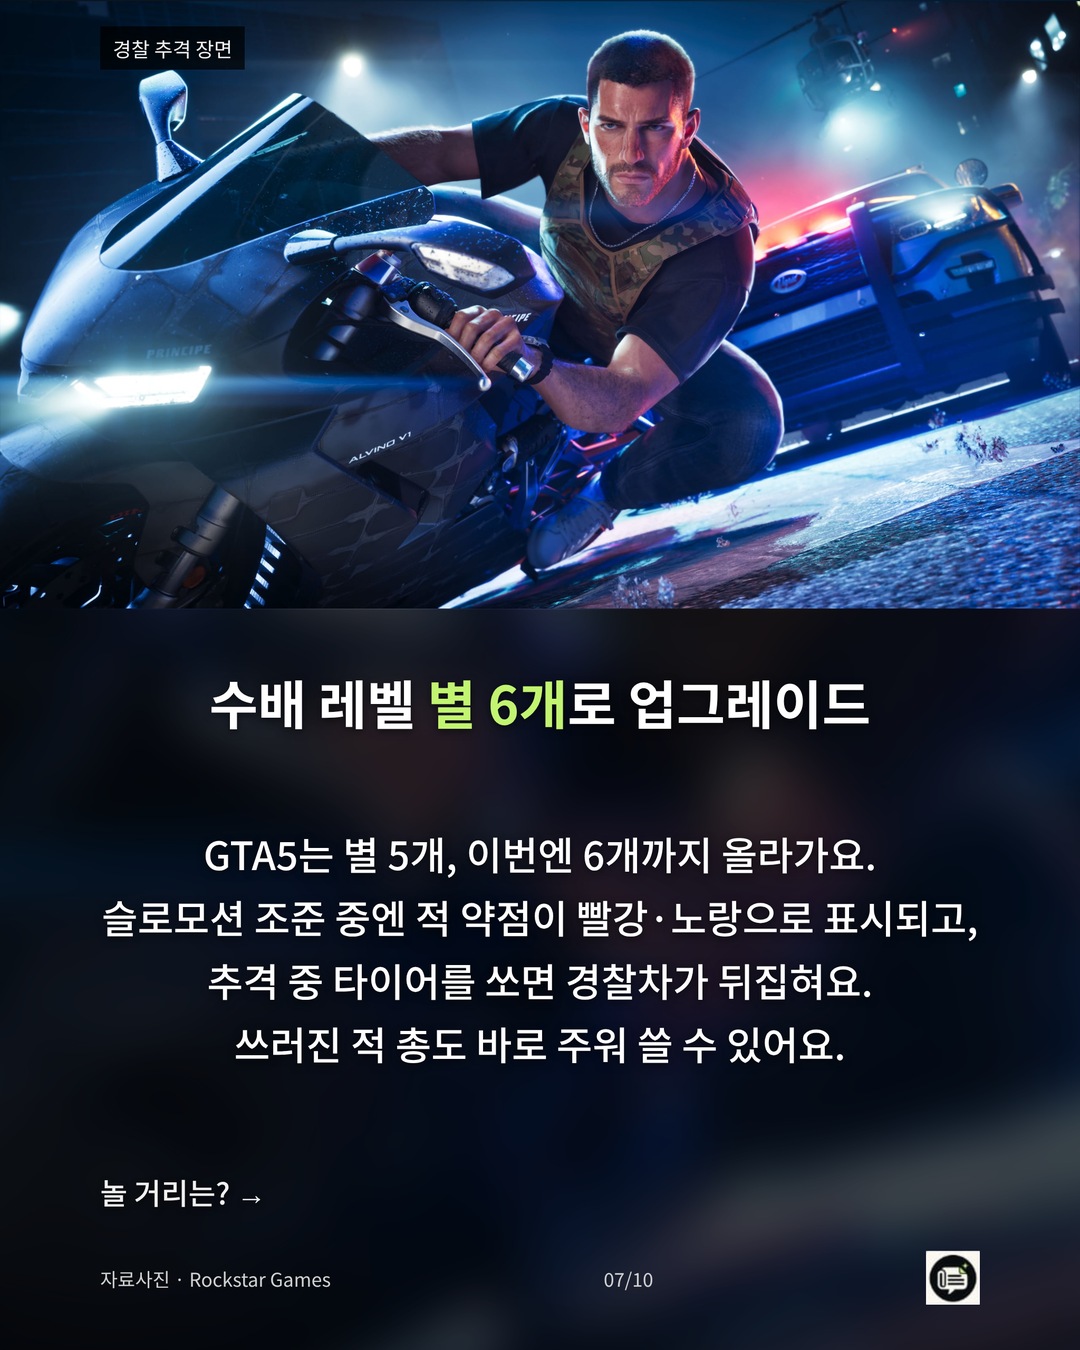 경찰 추격 장면
PRINCIPE
ALVINO V1
수배 레벨 별 6개로 업그레이드
GTA5는 별 5개, 이번엔 6개까지 올라가요.
슬로모션 조준 중엔 적 약점이 빨강·노랑으로 표시되고,
추격 중 타이어를 쏘면 경찰차가 뒤집혀요.
쓰러진 적 총도 바로 주워 쓸 수 있어요.
놀 거리는? →
자료사진 · Rockstar Games
07/10